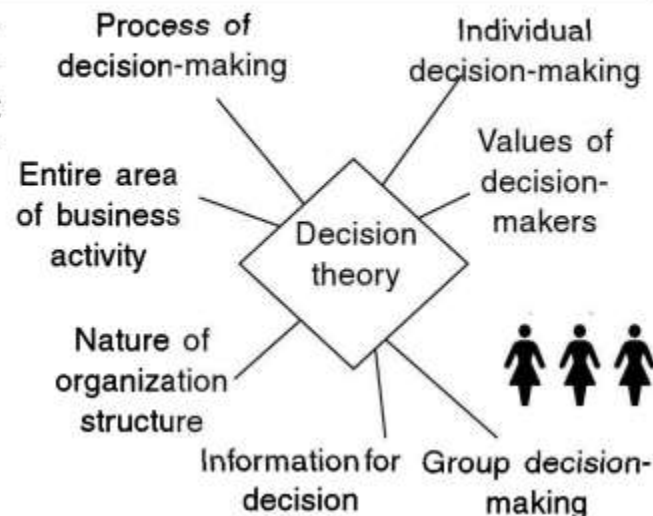 Process of
decision-making
Individual
decision-making
Entire area
of business
activity
Values of
decision-
makers
Decision
theory
Nature of
organization
structure
Information for
decision
Group decision-
making